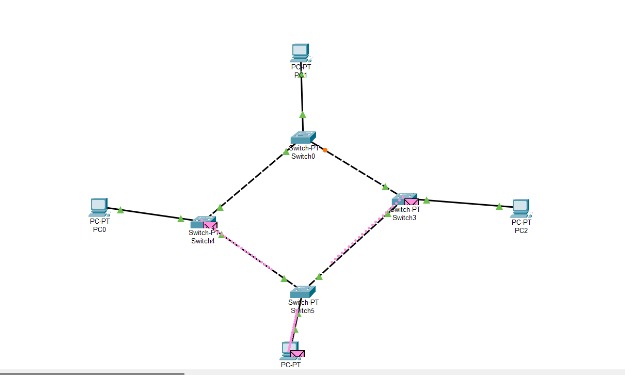 PC-PT
PC1
Switch-PT
Switch0
PC-PT
PC0
Switch-PT
Switch4
Switch-PT
Switch3
PC-PT
PC2
Switch-PT
Switch5
PC-PT